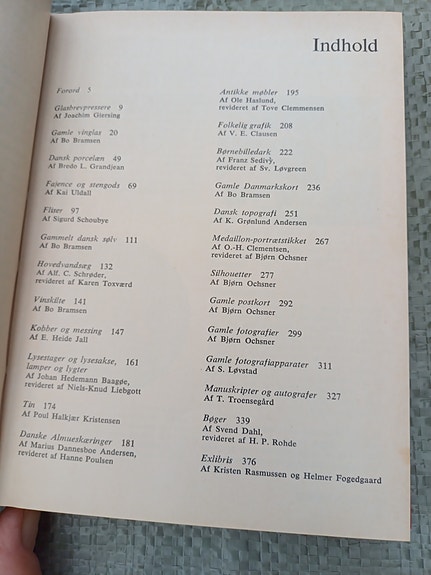 Indhold
Forord 5
Glasbrevpressere 9
Af Joachim Giersing
Gamle vinglas 20
Af Bo Bramsen
Dansk porcelæn 49
Af Bredo L. Grandjean
Fajence og stengods 69
Af Kai Uldall
Fliser 97
Af Sigurd Schoubye
Gammelt dansk sølv 111
Af Bo Bramsen
Hovedvandsæg 132
Af Alf. C. Schrøder,
revideret af Karen Toxværd
Vinskilte 141
Af Bo Bramsen
Kobber og messing 147
Af E. Heide Jall
Lysestager og lysesakse, 161
lamper og lygter
Af Johan Hedemann Baagøe,
revideret af Niels-Knud Liebgott
Tin 174
Af Poul Halkjær Kristensen
Danske Almueskæringer 181
Af Marius Dannesboe Andersen,
revideret af Hanne Poulsen
Antikke møbler 195
Af Ole Haslund,
revideret af Tove Clemmensen
Folkelig grafik 208
Af V. E. Clausen
Børnebilledark 222
Af Franz Sedivý,
revideret af Sv. Løvgreen
Gamle Danmarkskort 236
Af Bo Bramsen
Dansk topografi 251
Af K. Grønlund Andersen
Medaillon-portrætstikket 267
Af O.-H. Clementsen,
revideret af Bjørn Ochsner
Silhouetter 277
Af Bjørn Ochsner
Gamle postkort 292
Af Bjørn Ochsner
Gamle fotografier 299
Af Bjørn Ochsner
Gamle fotografiapparater 311
Af S. Løvstad
Manuskripter og autografer 327
Af T. Troensegård
Bøger 339
Af Svend Dahl,
revideret af H. P. Rohde
Exlibris 376
Af Kristen Rasmussen og Helmer Fogedgaard